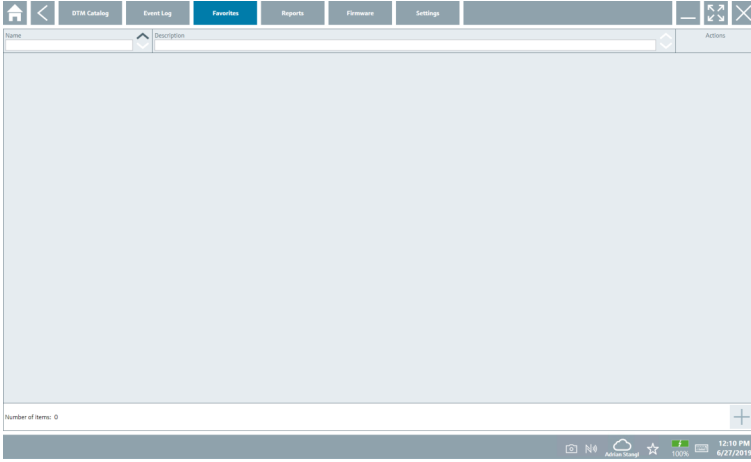 DTM Catalog Event Log Favorites Reports Firmware Settings
Name Description Actions
Number of items: 0
Adrian Stangl 100% 12:10 PM
6/27/2019